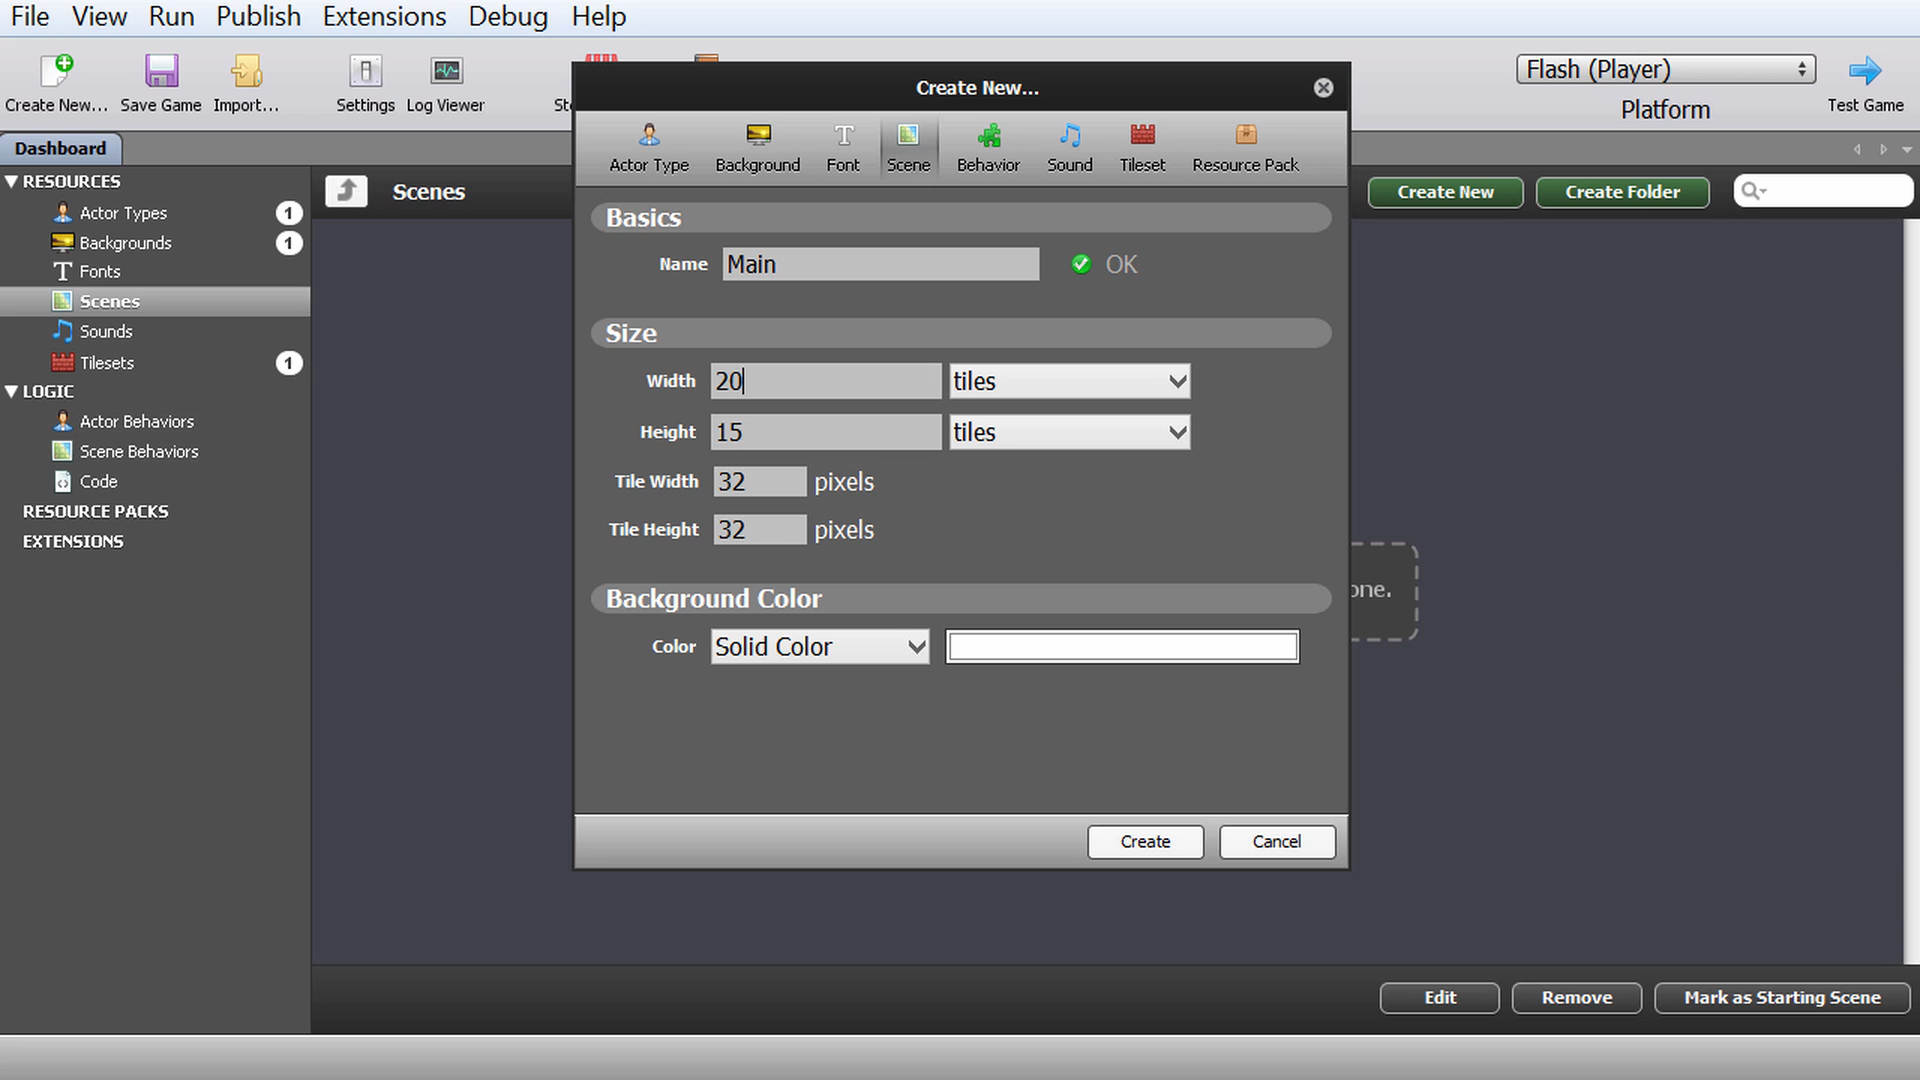 File View Run Publish Extensions Debug Help
Create New... Save Game Import... Settings Log Viewer
Flash (Player)
Platform
Test Game
Create New...
Actor Type Background Font Scene Behavior Sound Tileset Resource Pack
Dashboard
RESOURCES
Actor Types 1
Backgrounds 1
Fonts
Scenes
Sounds
Tilesets 1
LOGIC
Actor Behaviors
Scene Behaviors
Code
RESOURCE PACKS
EXTENSIONS
Scenes
Create New Create Folder
Basics
Name Main OK
Size
Width 20 tiles
Height 15 tiles
Tile Width 32 pixels
Tile Height 32 pixels
one.
Background Color
Color Solid Color
Create Cancel
Edit Remove Mark as Starting Scene